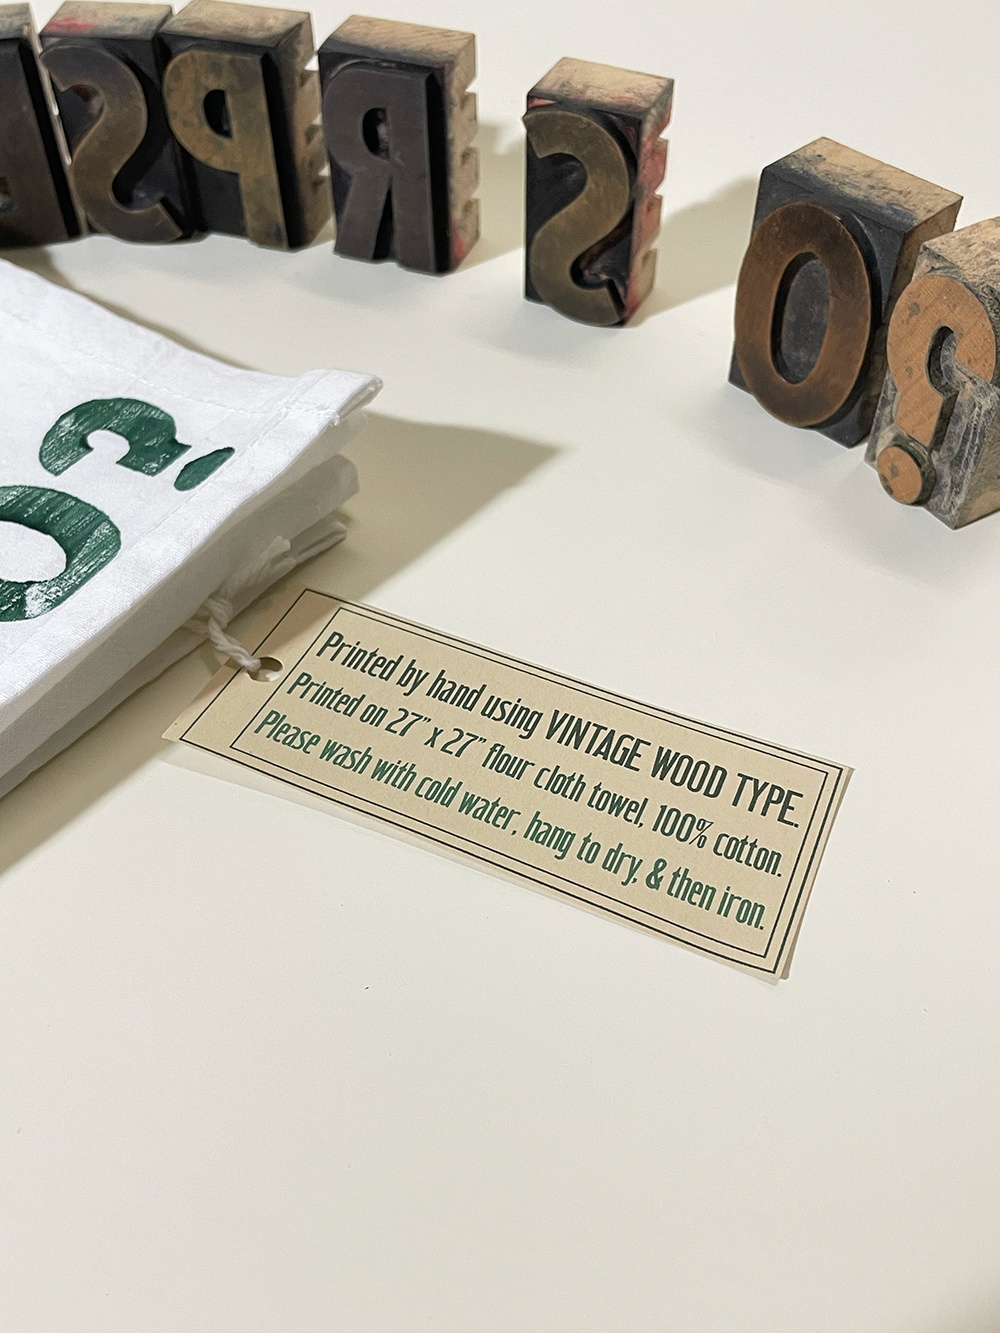 S P R S O ?
? O
Printed by hand using VINTAGE WOOD TYPE.
Printed on 27" x 27" flour cloth towel, 100% cotton.
Please wash with cold water, hang to dry, & then iron.